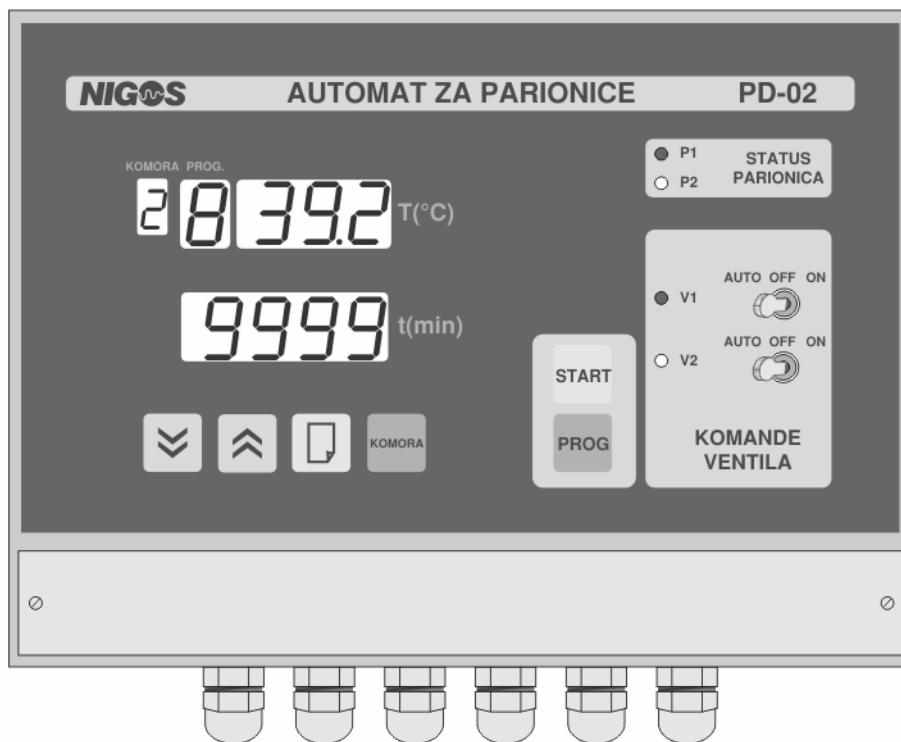 NIGOS AUTOMAT ZA PARIONICE PD-02
KOMORA PROG.
2 8 39.2 T(°C)
9999 t(min)
KOMORA
START
PROG
P1
P2
STATUS
PARIONICA
AUTO OFF ON
V1
AUTO OFF ON
V2
KOMANDE
VENTILA